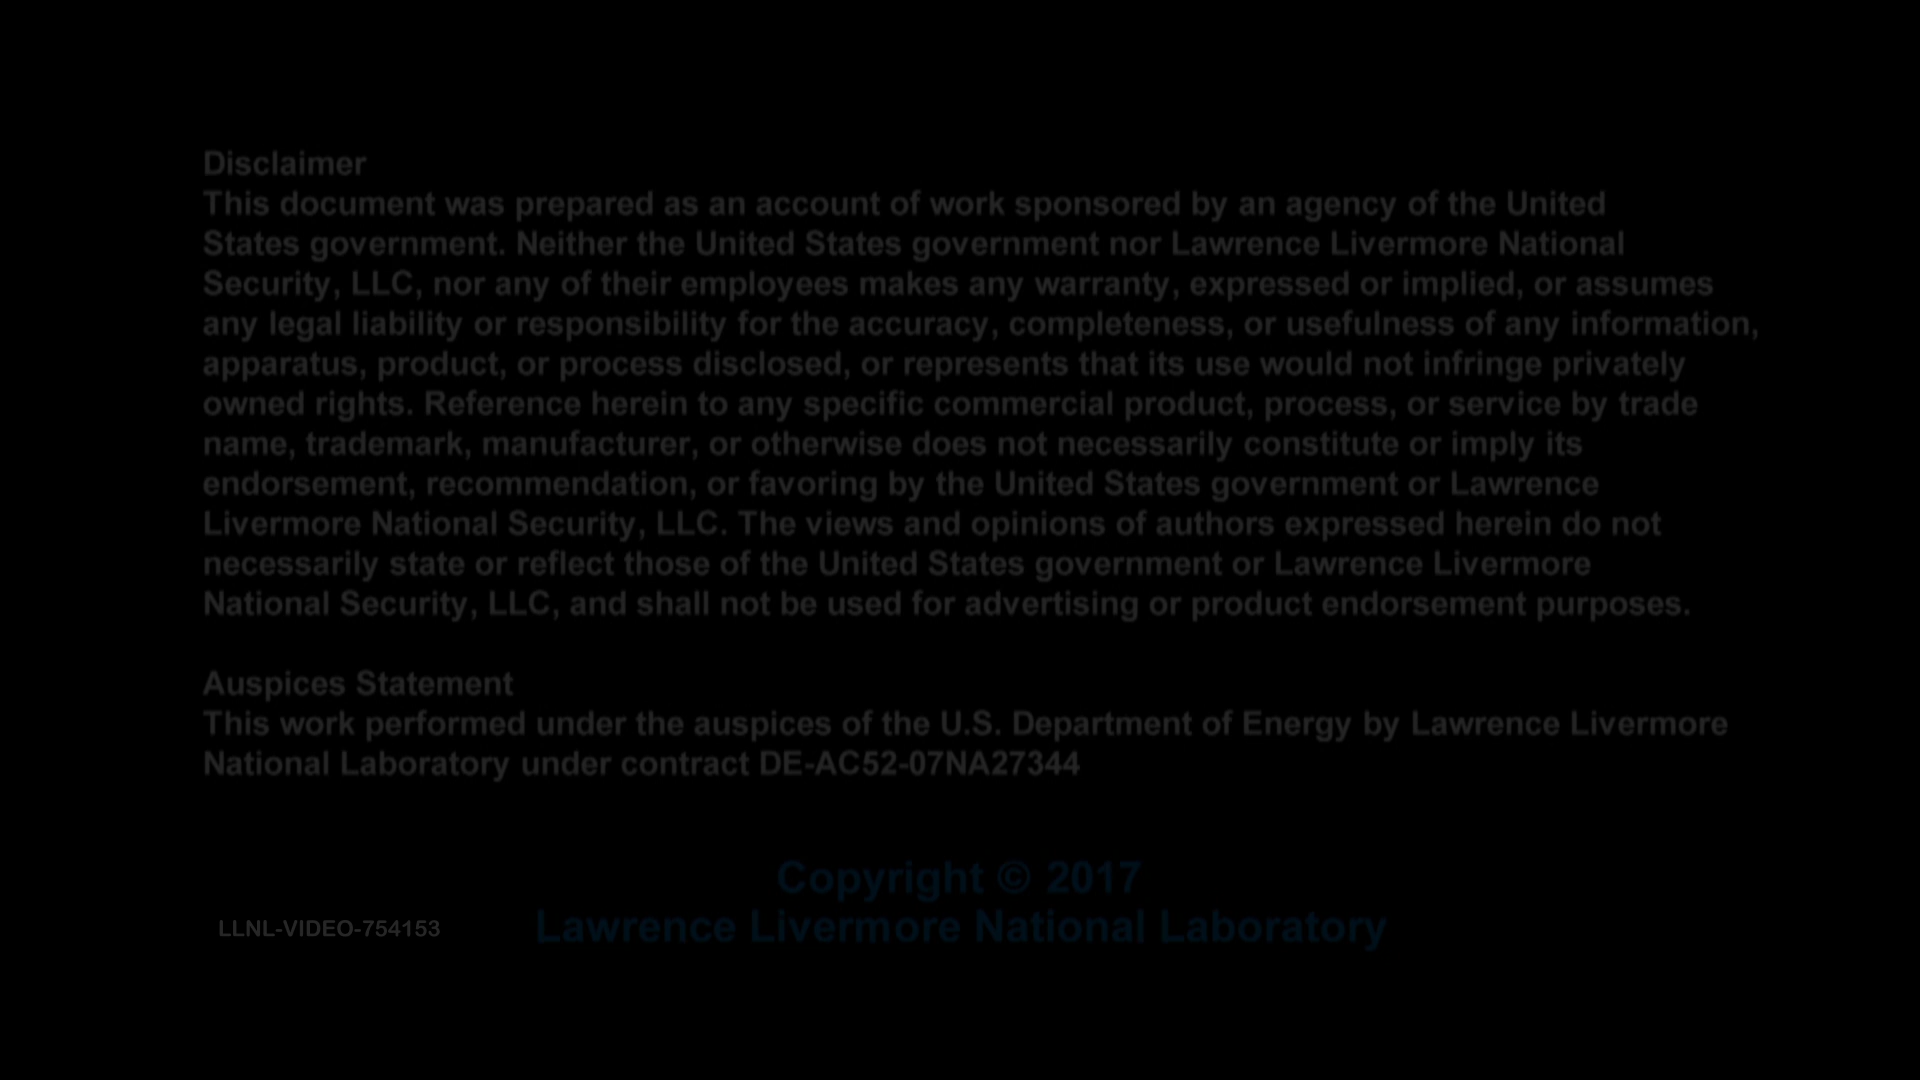 Disclaimer
This document was prepared as an account of work sponsored by an agency of the United
States government. Neither the United States government nor Lawrence Livermore National
Security, LLC, nor any of their employees makes any warranty, expressed or implied, or assumes
any legal liability or responsibility for the accuracy, completeness, or usefulness of any information,
apparatus, product, or process disclosed, or represents that its use would not infringe privately
owned rights. Reference herein to any specific commercial product, process, or service by trade
name, trademark, manufacturer, or otherwise does not necessarily constitute or imply its
endorsement, recommendation, or favoring by the United States government or Lawrence
Livermore National Security, LLC. The views and opinions of authors expressed herein do not
necessarily state or reflect those of the United States government or Lawrence Livermore
National Security, LLC, and shall not be used for advertising or product endorsement purposes.
Auspices Statement
This work performed under the auspices of the U.S. Department of Energy by Lawrence Livermore
National Laboratory under contract DE-AC52-07NA27344
Copyright © 2017
Lawrence Livermore National Laboratory
LLNL-VIDEO-754153